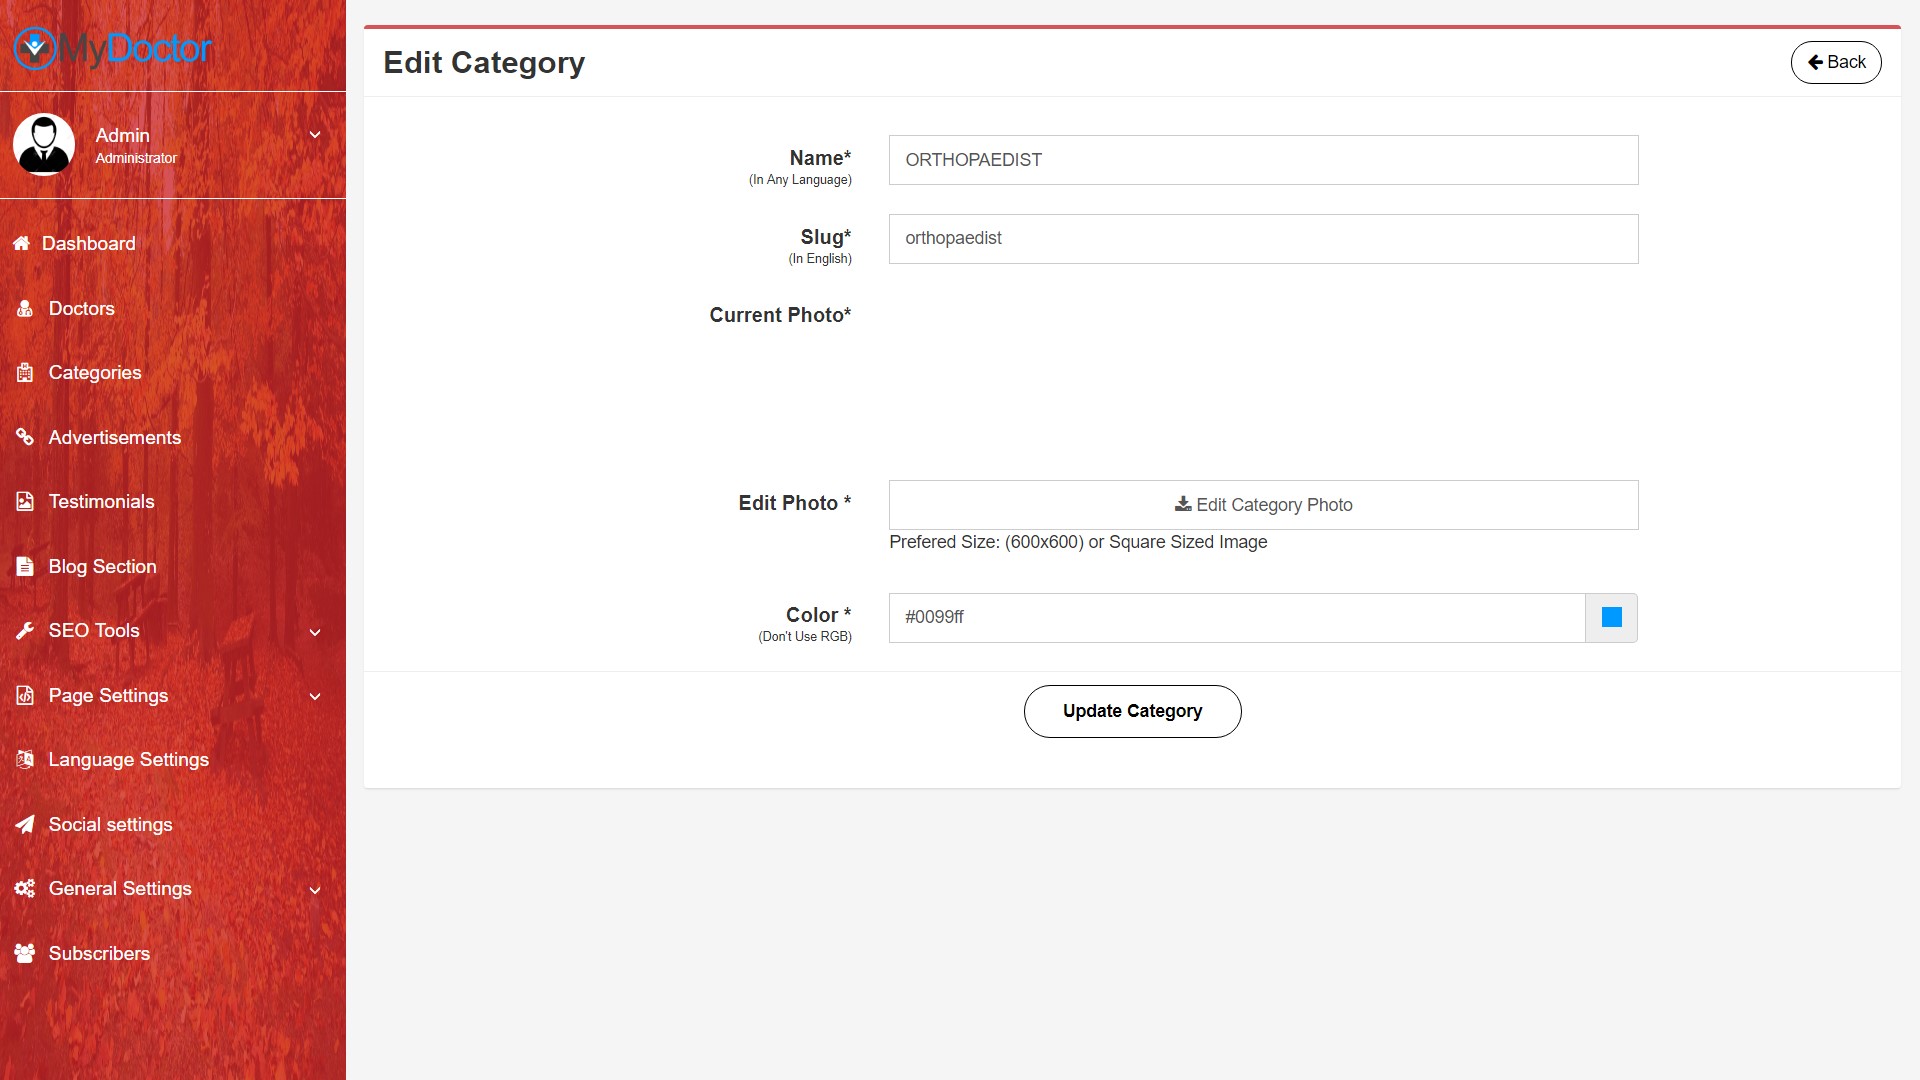 MyDoctor
Admin
Administrator
Dashboard
Doctors
Categories
Advertisements
Testimonials
Blog Section
SEO Tools
Page Settings
Language Settings
Social settings
General Settings
Subscribers
Edit Category
Back
Name*
(In Any Language)
ORTHOPAEDIST
Slug*
(In English)
orthopaedist
Current Photo*
Edit Photo *
Edit Category Photo
Prefered Size: (600x600) or Square Sized Image
Color *
(Don't Use RGB)
#0099ff
Update Category